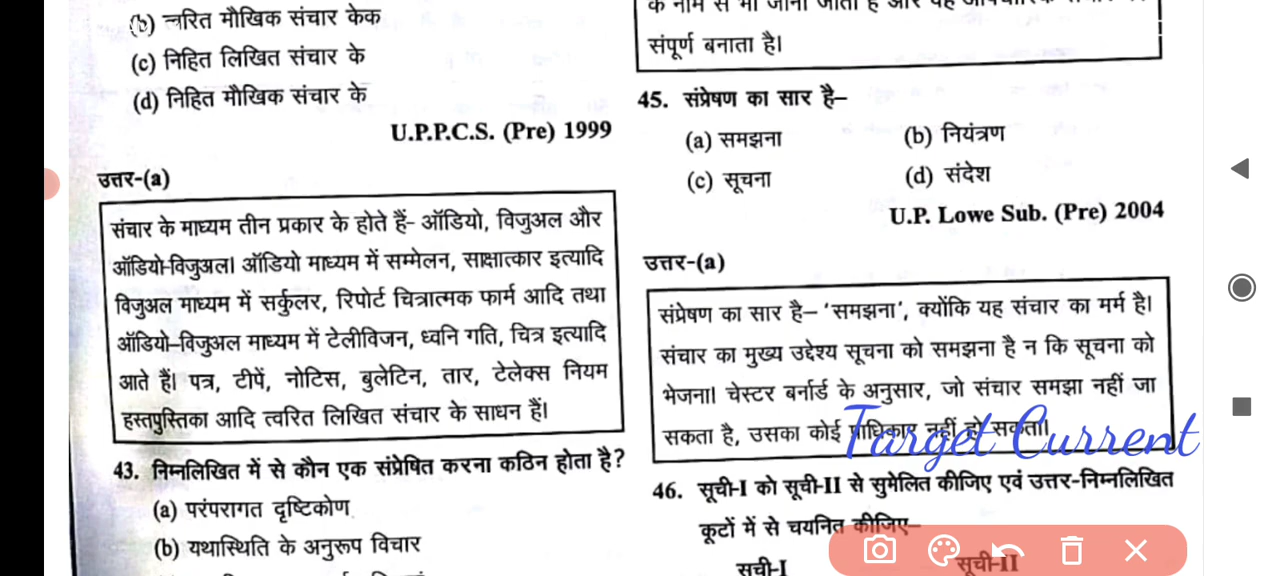 (b) त्वरित मौखिक संचार केक
(c) निहित लिखित संचार के
(d) निहित मौखिक संचार के
U.P.P.C.S. (Pre) 1999
उत्तर-(a)
संचार के माध्यम तीन प्रकार के होते हैं- ऑडियो, विजुअल और
ऑडियो-विजुअल। ऑडियो माध्यम में सम्मेलन, साक्षात्कार इत्यादि
विजुअल माध्यम में सर्कुलर, रिपोर्ट चित्रात्मक फार्म आदि तथा
ऑडियो–विजुअल माध्यम में टेलीविजन, ध्वनि गति, चित्र इत्यादि
आते हैं। पत्र, टीपें, नोटिस, बुलेटिन, तार, टेलेक्स नियम
हस्तपुस्तिका आदि त्वरित लिखित संचार के साधन हैं।
43. निम्नलिखित में से कौन एक संप्रेषित करना कठिन होता है?
(a) परंपरागत दृष्टिकोण
(b) यथास्थिति के अनुरूप विचार
के नाम से भी जाना जाता है और यह
संपूर्ण बनाता है।
45. संप्रेषण का सार है–
(a) समझना (b) नियंत्रण
(c) सूचना (d) संदेश
U.P. Lowe Sub. (Pre) 2004
उत्तर-(a)
संप्रेषण का सार है– ‘समझना’, क्योंकि यह संचार का मर्म है।
संचार का मुख्य उद्देश्य सूचना को समझना है न कि सूचना को
भेजना। चेस्टर बर्नार्ड के अनुसार, जो संचार समझा नहीं जा
सकता है, उसका कोई प्राधिकार नहीं हो सकता।
Target Current
46. सूची-I को सूची-II से सुमेलित कीजिए एवं उत्तर-निम्नलिखित
कूटों में से चयनित कीजिए–
सूची-I सूची-II